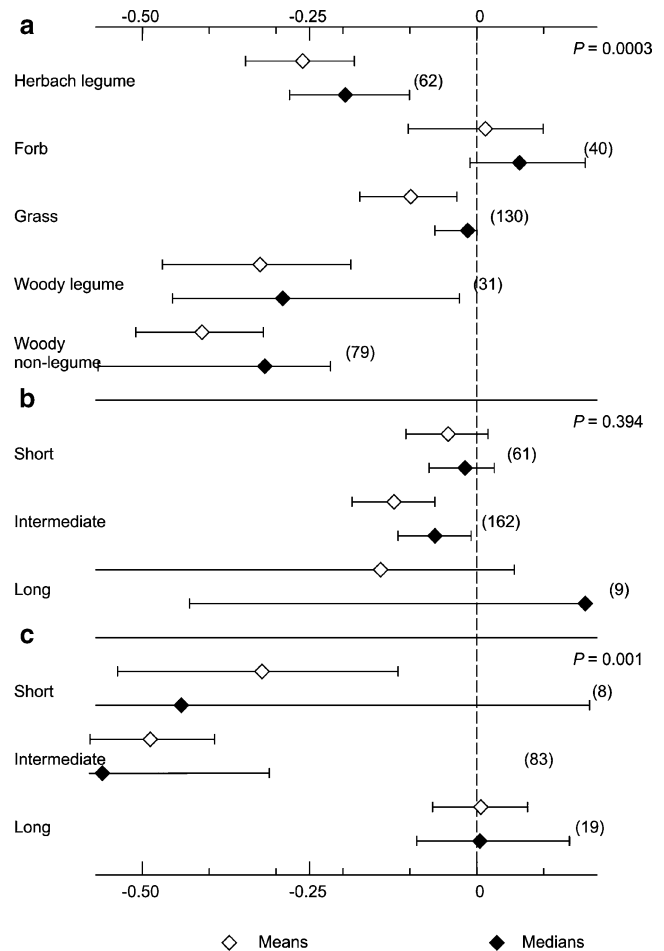 -0.50 -0.25 0
a
P = 0.0003
Herbach legume (62)
Forb (40)
Grass (130)
Woody legume (31)
Woody
non-legume (79)
b
P = 0.394
Short (61)
Intermediate (162)
Long (9)
c
P = 0.001
Short (8)
Intermediate (83)
Long (19)
-0.50 -0.25 0
Means Medians